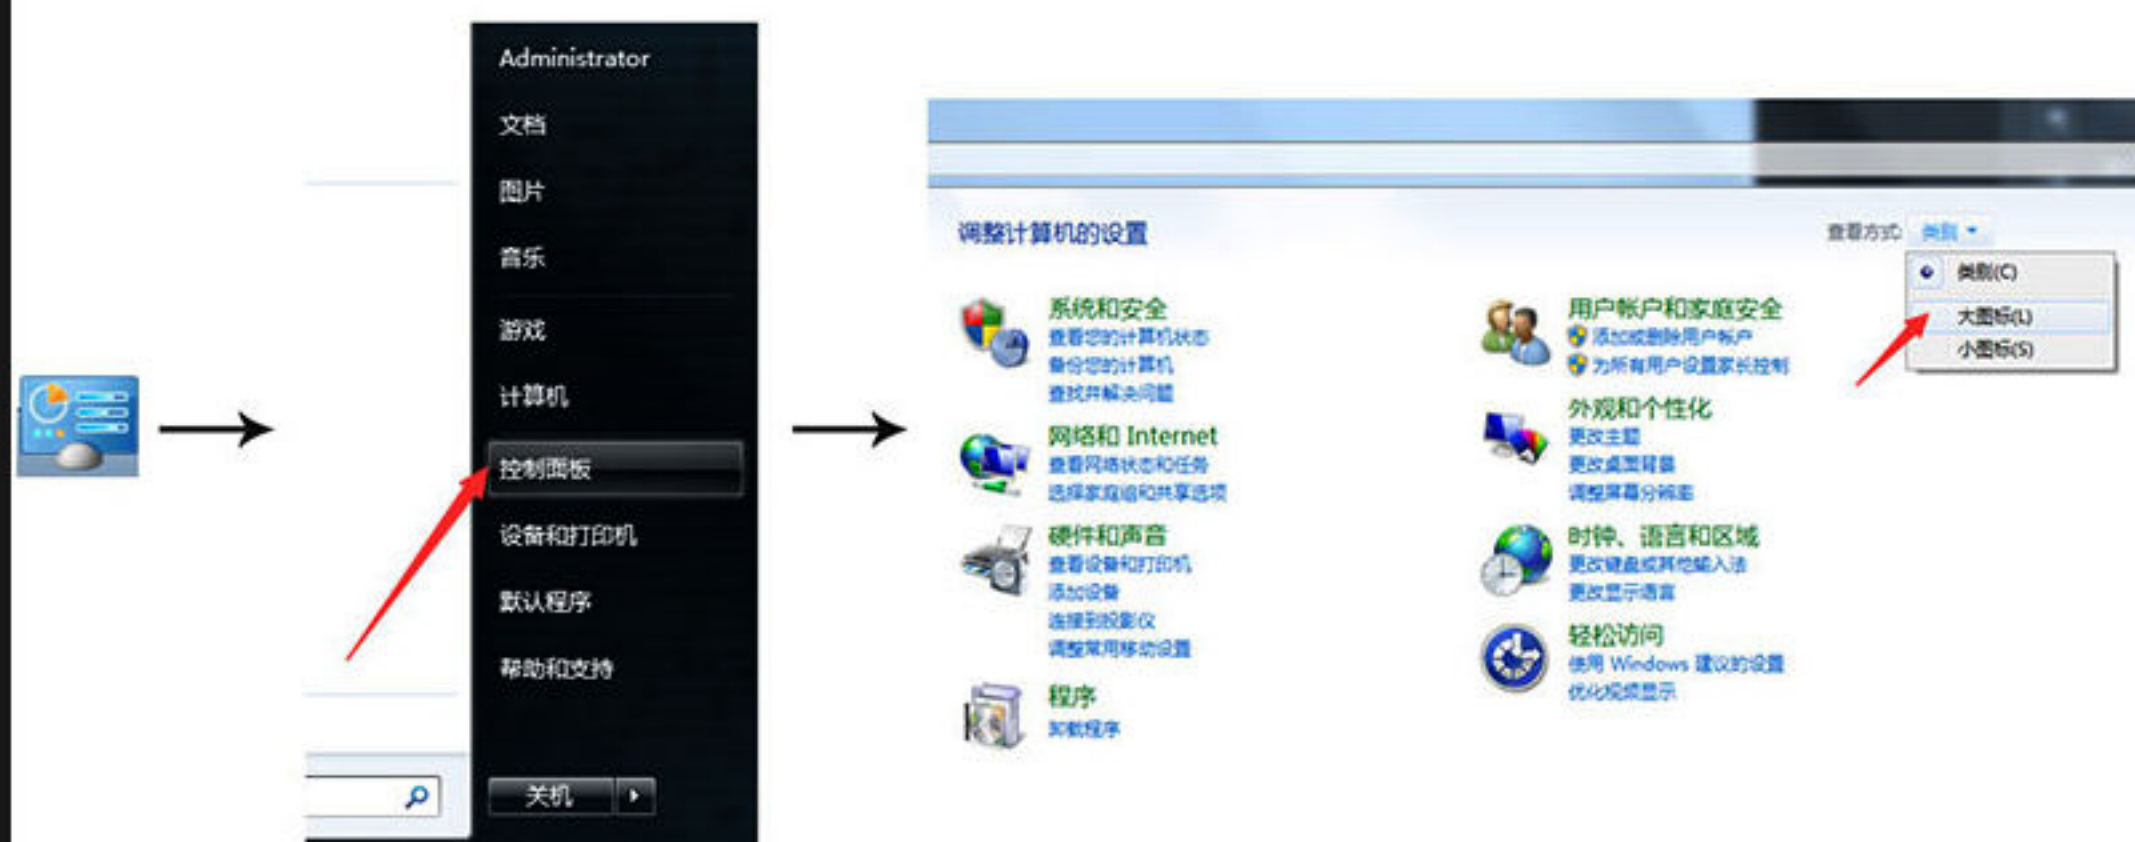 Administrator
文档
图片
音乐
游戏
计算机
控制面板
设备和打印机
默认程序
帮助和支持
关机
调整计算机的设置
查看方式: 类别
类别(C)
大图标(L)
小图标(S)
系统和安全
查看您的计算机状态
备份您的计算机
查找并解决问题
网络和 Internet
查看网络状态和任务
选择家庭组和共享选项
硬件和声音
查看设备和打印机
添加设备
连接到投影仪
调整常用移动设置
程序
卸载程序
用户帐户和家庭安全
添加或删除用户帐户
为所有用户设置家长控制
外观和个性化
更改主题
更改桌面背景
调整屏幕分辨率
时钟、语言和区域
更改键盘或其他输入法
更改显示语言
轻松访问
使用 Windows 建议的设置
优化视频显示